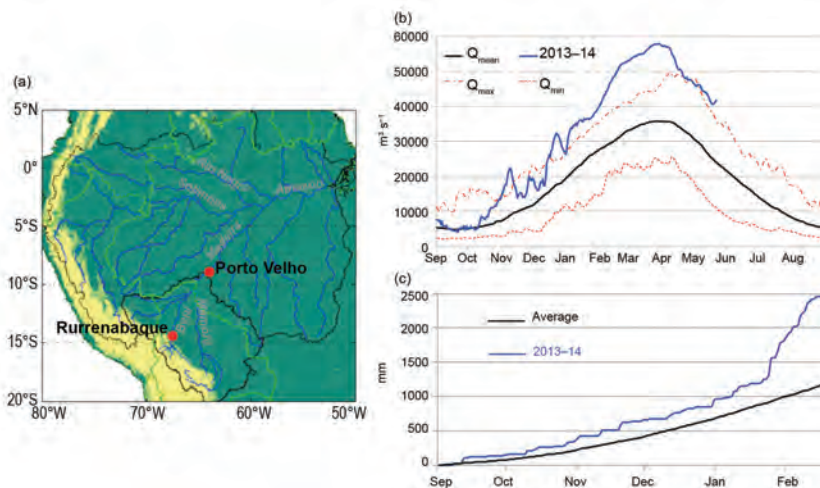 (a)
5°N
0°
5°S
10°S
15°S
20°S
80°W 70°W 60°W 50°W
Porto Velho
Rurrenabaque
(b)
60000
50000
40000
30000
20000
10000
0
m³ s⁻¹
Qmean 2013–14
Qmax Qmin
Sep Oct Nov Dec Jan Feb Mar Apr May Jun Jul Aug
(c)
2500
2000
1500
1000
500
0
mm
Average
2013–14
Sep Oct Nov Dec Jan Feb